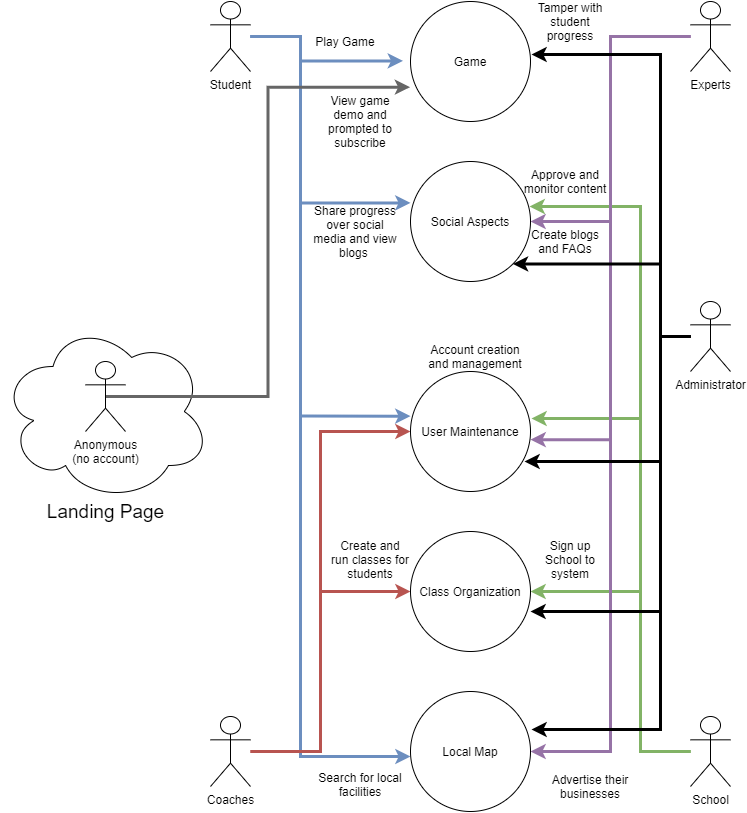 Tamper with
student
progress
Play Game
Game
Student
Experts
View game
demo and
prompted to
subscribe
Approve and
monitor content
Share progress
over social
media and view
blogs
Social Aspects
Create blogs
and FAQs
Account creation
and management
Administrator
User Maintenance
Anonymous
(no account)
Landing Page
Create and
run classes for
students
Sign up
School to
system
Class Organization
Local Map
Search for local
facilities
Advertise their
businesses
Coaches
School